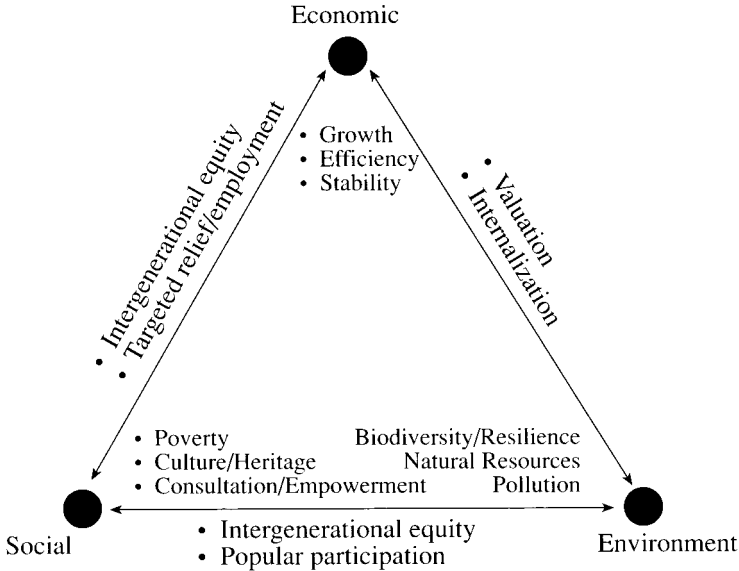 Economic
• Growth
• Efficiency
• Stability
• Intergenerational equity
• Targeted relief/employment
• Valuation
• Internalization
• Poverty
• Culture/Heritage
• Consultation/Empowerment
Biodiversity/Resilience
Natural Resources
Pollution
Social
• Intergenerational equity
• Popular participation
Environment